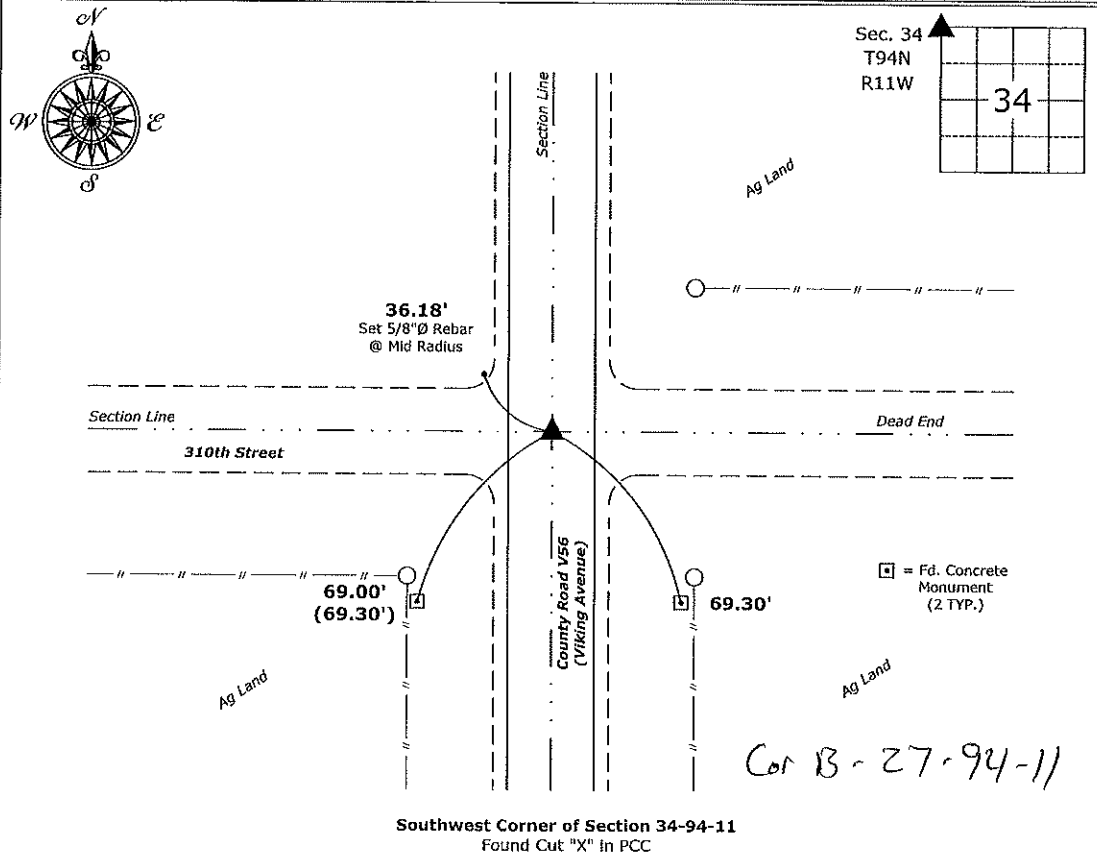 N
W
E
S
Sec. 34
T94N
R11W
34
Section Line
Ag Land
36.18'
Set 5/8"Ø Rebar
@ Mid Radius
Section Line
Dead End
310th Street
69.00'
(69.30')
County Road V56
(Viking Avenue)
69.30'
= Fd. Concrete
Monument
(2 TYP.)
Ag Land
Ag Land
Cor B - 27-94-11
Southwest Corner of Section 34-94-11
Found Cut "X" in PCC